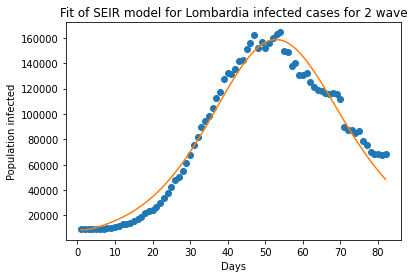 Fit of SEIR model for Lombardia infected cases for 2 wave
160000
140000
120000
100000
80000
60000
40000
20000
Population infected
0 10 20 30 40 50 60 70 80
Days